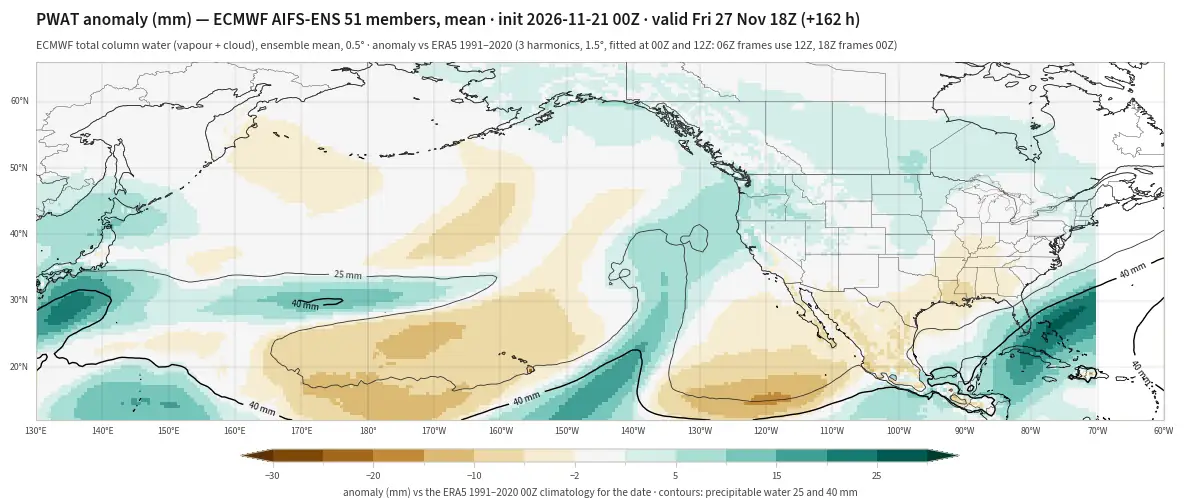 PWAT anomaly (mm) — ECMWF AIFS-ENS 51 members, mean · init 2026-11-21 00Z · valid Fri 27 Nov 18Z (+162 h)
ECMWF total column water (vapour + cloud), ensemble mean, 0.5° · anomaly vs ERA5 1991–2020 (3 harmonics, 1.5°, fitted at 00Z and 12Z: 06Z frames use 12Z, 18Z frames 00Z)
60°N
50°N
40°N
30°N
20°N
25 mm
40 mm
40 mm
40 mm
40 mm
40 mm
130°E 140°E 150°E 160°E 170°E 180° 170°W 160°W 150°W 140°W 130°W 120°W 110°W 100°W 90°W 80°W 70°W 60°W
−30 −20 −10 −2 5 15 25
anomaly (mm) vs the ERA5 1991–2020 00Z climatology for the date · contours: precipitable water 25 and 40 mm